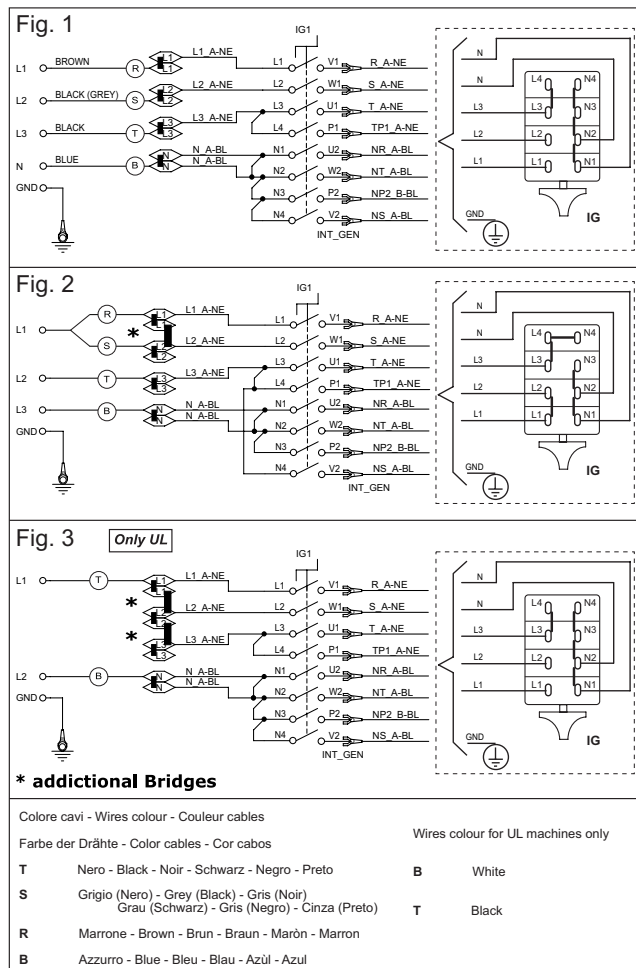 Fig. 1
IG1
L1 BROWN R L1 L1 L1_A-NE L1 V1 R_A-NE
L2 BLACK (GREY) S L2 L2 L2_A-NE L2 W1 S_A-NE
L3 BLACK T L3 L3 L3_A-NE L3 U1 T_A-NE
L4 P1 TP1_A-NE
N BLUE B N N N_A-BL N_A-BL N1 U2 NR_A-BL
N2 W2 NT_A-BL
GND N3 P2 NP2_B-BL
N4 V2 NS_A-BL
INT_GEN
N
N
L3
L2
L1
GND
L4 N4
L3 N3
L2 N2
L1 N1
IG
Fig. 2
IG1
L1 R L1 L1 L1_A-NE L1 V1 R_A-NE
* S L2 L2 L2_A-NE L2 W1 S_A-NE
L2 T L3 L3 L3_A-NE L3 U1 T_A-NE
L4 P1 TP1_A-NE
L3 B N N N_A-BL N_A-BL N1 U2 NR_A-BL
N2 W2 NT_A-BL
GND N3 P2 NP2_B-BL
N4 V2 NS_A-BL
INT_GEN
N
N
L3
L2
L1
GND
L4 N4
L3 N3
L2 N2
L1 N1
IG
Fig. 3
Only UL
IG1
L1 T L1 L1 L1_A-NE L1 V1 R_A-NE
* L2 L2 L2_A-NE L2 W1 S_A-NE
* L3 L3 L3_A-NE L3 U1 T_A-NE
L4 P1 TP1_A-NE
L2 B N N N_A-BL N_A-BL N1 U2 NR_A-BL
N2 W2 NT_A-BL
GND N3 P2 NP2_B-BL
N4 V2 NS_A-BL
INT_GEN
N
N
L3
L2
L1
GND
L4 N4
L3 N3
L2 N2
L1 N1
IG
* addictional Bridges
Colore cavi - Wires colour - Couleur cables
Farbe der Drähte - Color cables - Cor cabos
T Nero - Black - Noir - Schwarz - Negro - Preto
S Grigio (Nero) - Grey (Black) - Gris (Noir)
Grau (Schwarz) - Gris (Negro) - Cinza (Preto)
R Marrone - Brown - Brun - Braun - Maròn - Marron
B Azzurro - Blue - Bleu - Blau - Azùl - Azul
Wires colour for UL machines only
B White
T Black